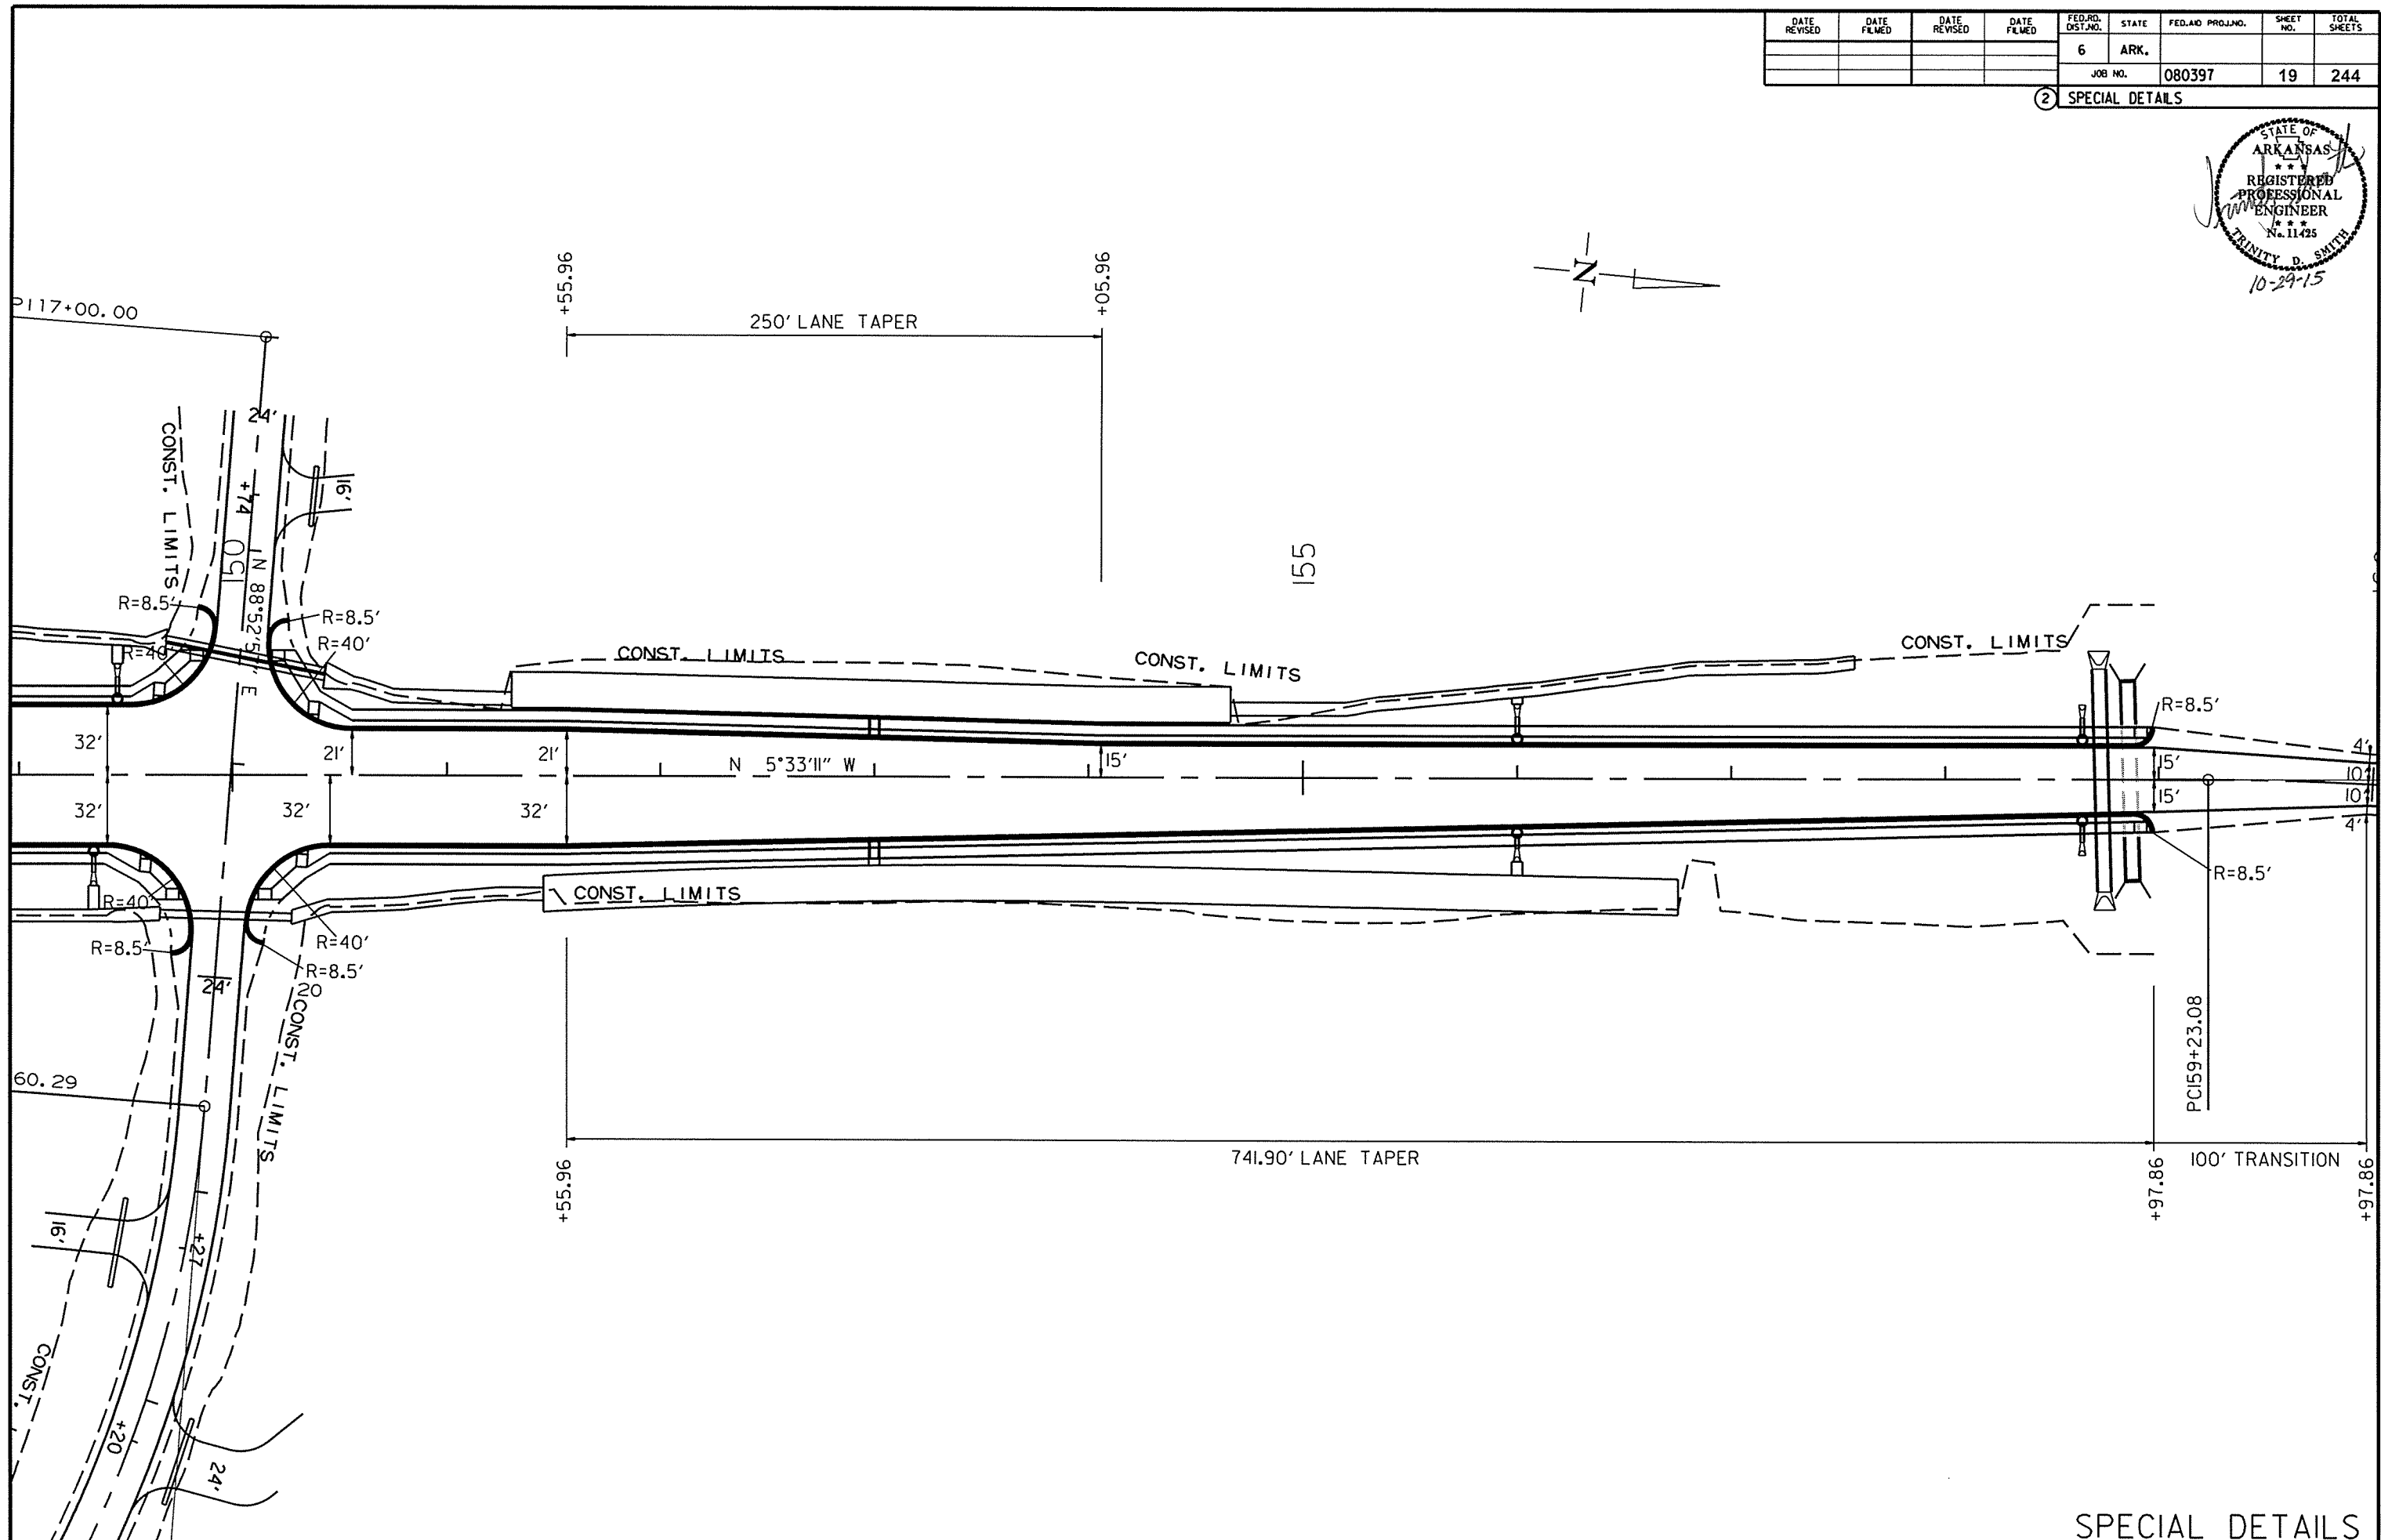 DATE REVISED
DATE FILMED
DATE REVISED
DATE FILMED
FED.RD. DIST.NO.
STATE
FED.AID PROJ.NO.
SHEET NO.
TOTAL SHEETS
6
ARK.
JOB NO.
080397
19
244
2
SPECIAL DETAILS
STATE OF
ARKANSAS
★ ★ ★
REGISTERED
PROFESSIONAL
ENGINEER
★ ★ ★
No. 11425
TRINITY D. SMITH
10-29-15
N
117+00.00
+55.96
250' LANE TAPER
+05.96
24'
CONST. LIMITS
+74
16'
150
155
R=8.5'
R=8.5'
R=40'
R=40'
CONST. LIMITS
CONST. LIMITS
CONST. LIMITS
R=8.5'
32'
21'
21'
N 5°33'11" W
15'
15'
4'
10'
32'
32'
32'
15'
10'
4'
R=8.5'
CONST. LIMITS
R=40'
R=40'
R=8.5'
R=8.5'
24'
20
CONST. LIMITS
60.29
PC159+23.08
741.90' LANE TAPER
100' TRANSITION
+55.96
+97.86
+97.86
16'
+27
CONST.
+20
24'
SPECIAL DETAILS